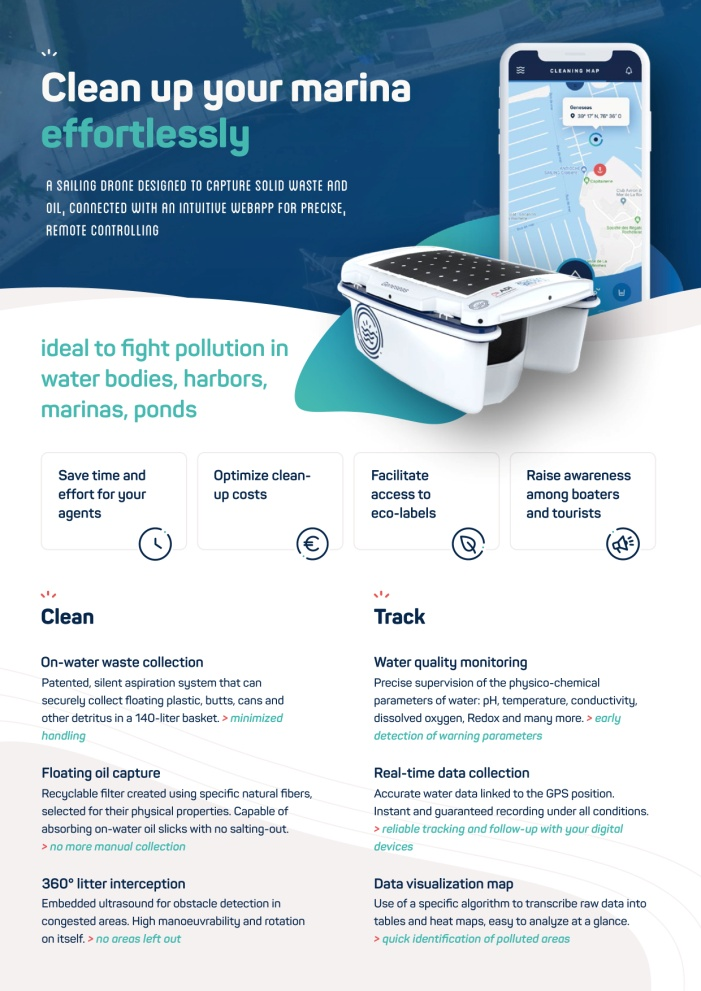 Clean up your marina
effortlessly
A SAILING DRONE DESIGNED TO CAPTURE SOLID WASTE AND
OIL, CONNECTED WITH AN INTUITIVE WEBAPP FOR PRECISE,
REMOTE CONTROLLING
CLEANING MAP
ideal to fight pollution in
water bodies, harbors,
marinas, ponds
Save time and
effort for your
agents
Optimize clean-
up costs
Facilitate
access to
eco-labels
Raise awareness
among boaters
and tourists
Clean
On-water waste collection
Patented, silent aspiration system that can
securely collect floating plastic, butts, cans and
other detritus in a 140-liter basket. > minimized
handling
Floating oil capture
Recyclable filter created using specific natural fibers,
selected for their physical properties. Capable of
absorbing on-water oil slicks with no salting-out.
> no more manual collection
360° litter interception
Embedded ultrasound for obstacle detection in
congested areas. High manoeuvrability and rotation
on itself. > no areas left out
Track
Water quality monitoring
Precise supervision of the physico-chemical
parameters of water: pH, temperature, conductivity,
dissolved oxygen, Redox and many more. > early
detection of warning parameters
Real-time data collection
Accurate water data linked to the GPS position.
Instant and guaranteed recording under all conditions.
> reliable tracking and follow-up with your digital
devices
Data visualization map
Use of a specific algorithm to transcribe raw data into
tables and heat maps, easy to analyze at a glance.
> quick identification of polluted areas